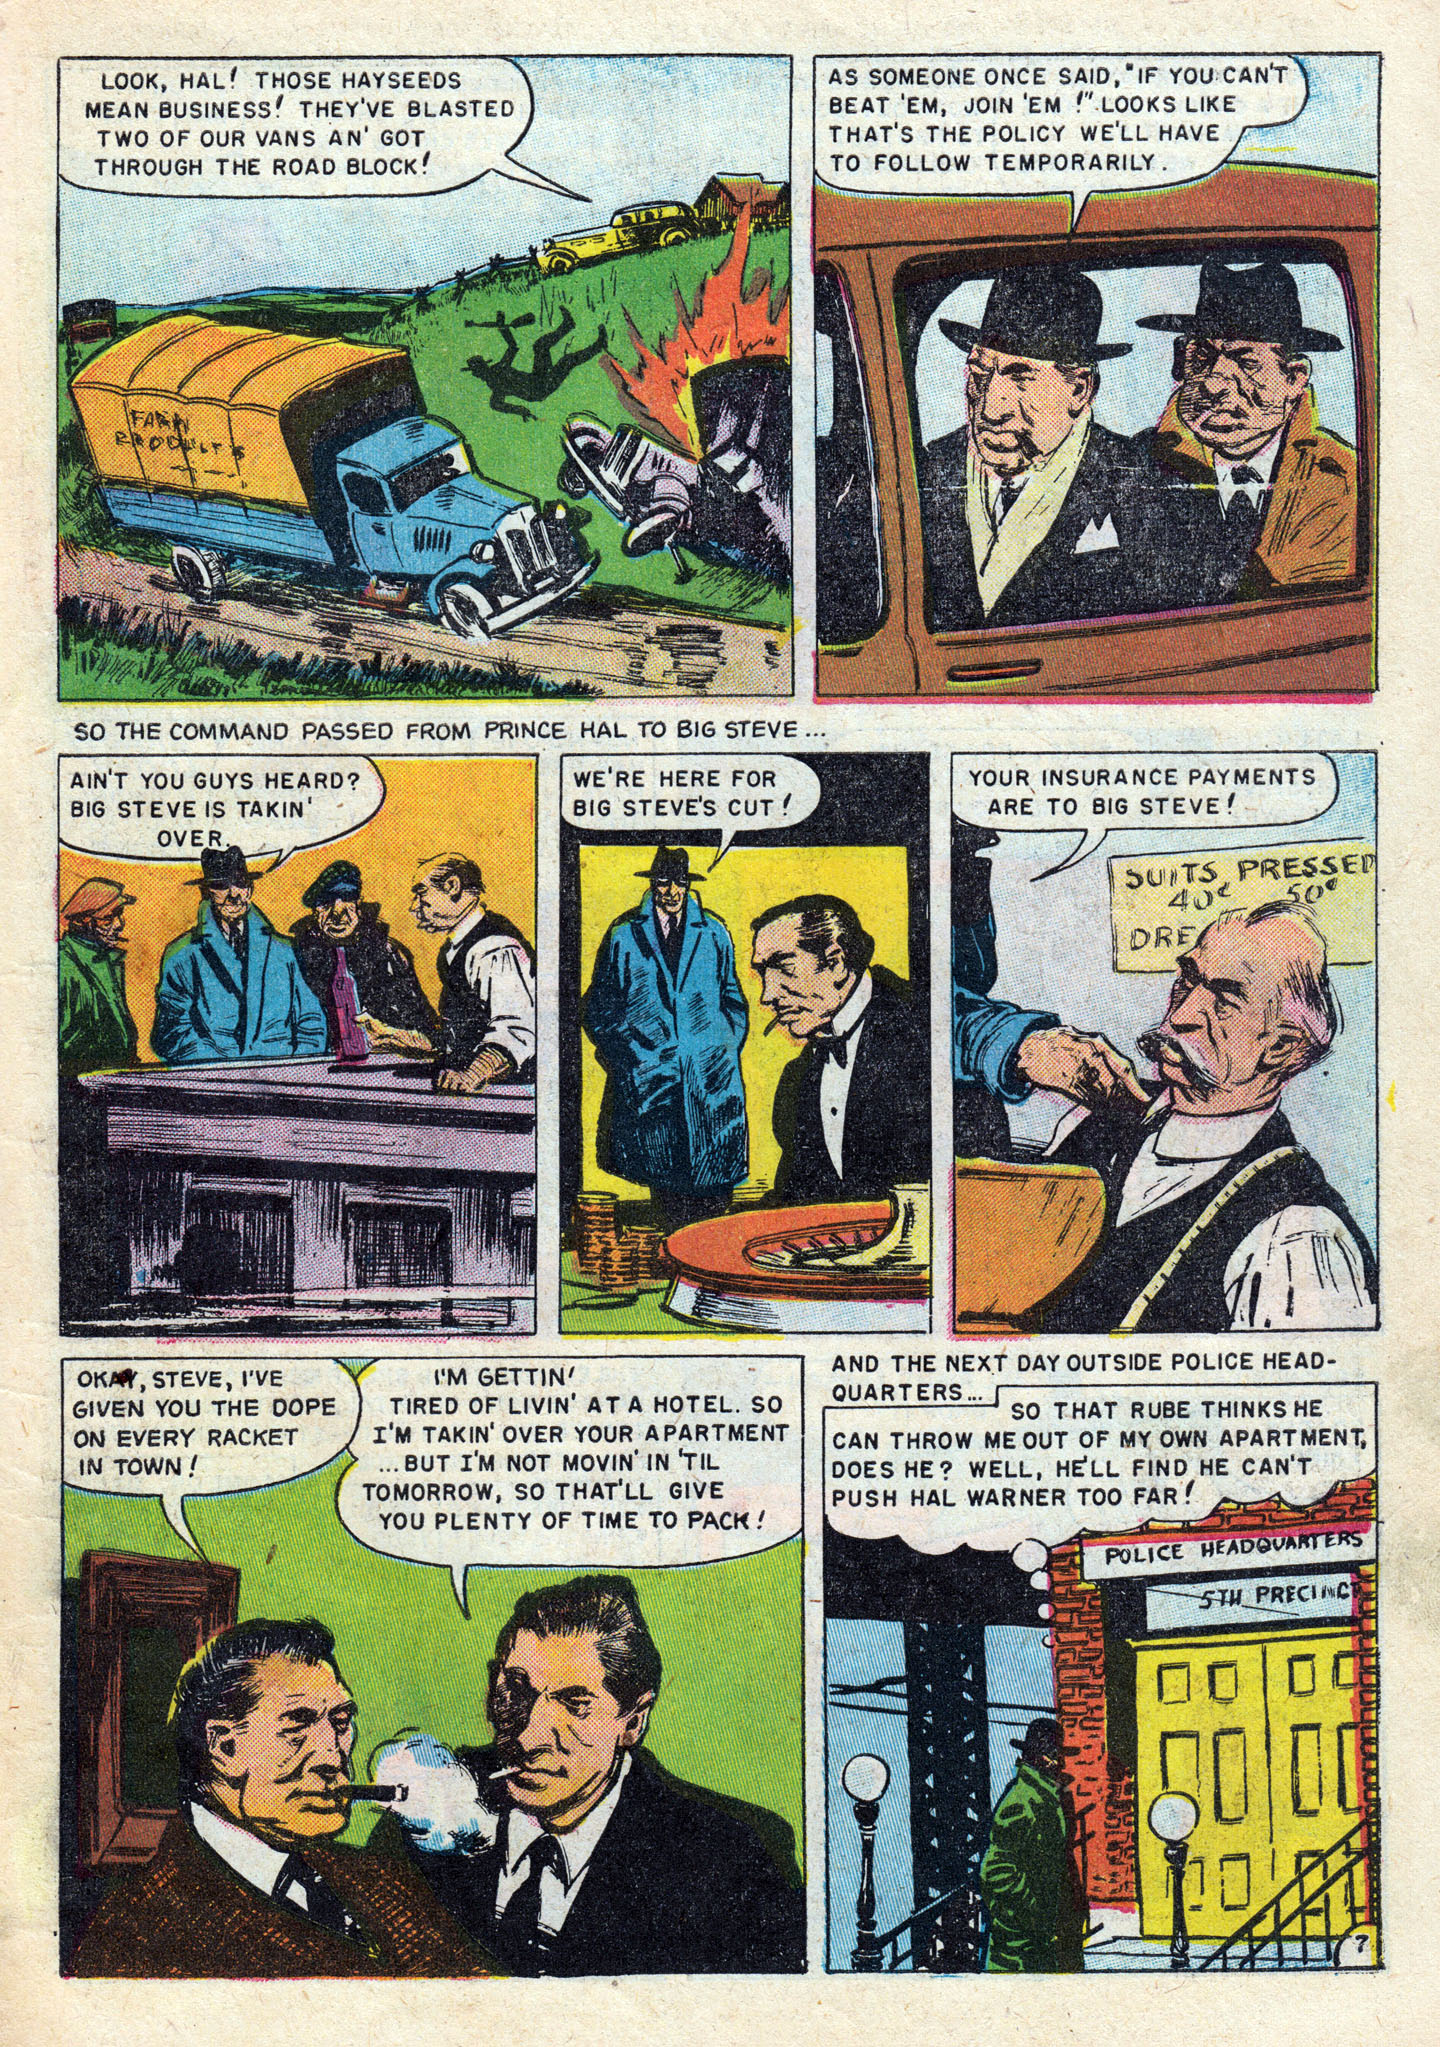 LOOK, HAL! THOSE HAYSEEDS
MEAN BUSINESS! THEY'VE BLASTED
TWO OF OUR VANS AN' GOT
THROUGH THE ROAD BLOCK!
FARM
PRODUCTS
AS SOMEONE ONCE SAID, "IF YOU CAN'T
BEAT 'EM, JOIN 'EM!". LOOKS LIKE
THAT'S THE POLICY WE'LL HAVE
TO FOLLOW TEMPORARILY.
SO THE COMMAND PASSED FROM PRINCE HAL TO BIG STEVE...
AIN'T YOU GUYS HEARD?
BIG STEVE IS TAKIN'
OVER.
WE'RE HERE FOR
BIG STEVE'S CUT!
YOUR INSURANCE PAYMENTS
ARE TO BIG STEVE!
SUITS PRESSED
40¢ 50¢
DRE
OKAY, STEVE, I'VE
GIVEN YOU THE DOPE
ON EVERY RACKET
IN TOWN!
I'M GETTIN'
TIRED OF LIVIN' AT A HOTEL. SO
I'M TAKIN' OVER YOUR APARTMENT
...BUT I'M NOT MOVIN' IN 'TIL
TOMORROW, SO THAT'LL GIVE
YOU PLENTY OF TIME TO PACK!
AND THE NEXT DAY OUTSIDE POLICE HEAD-
QUARTERS...
SO THAT RUBE THINKS HE
CAN THROW ME OUT OF MY OWN APARTMENT,
DOES HE? WELL, HE'LL FIND HE CAN'T
PUSH HAL WARNER TOO FAR!
POLICE HEADQUARTERS
5TH PRECINCT
7